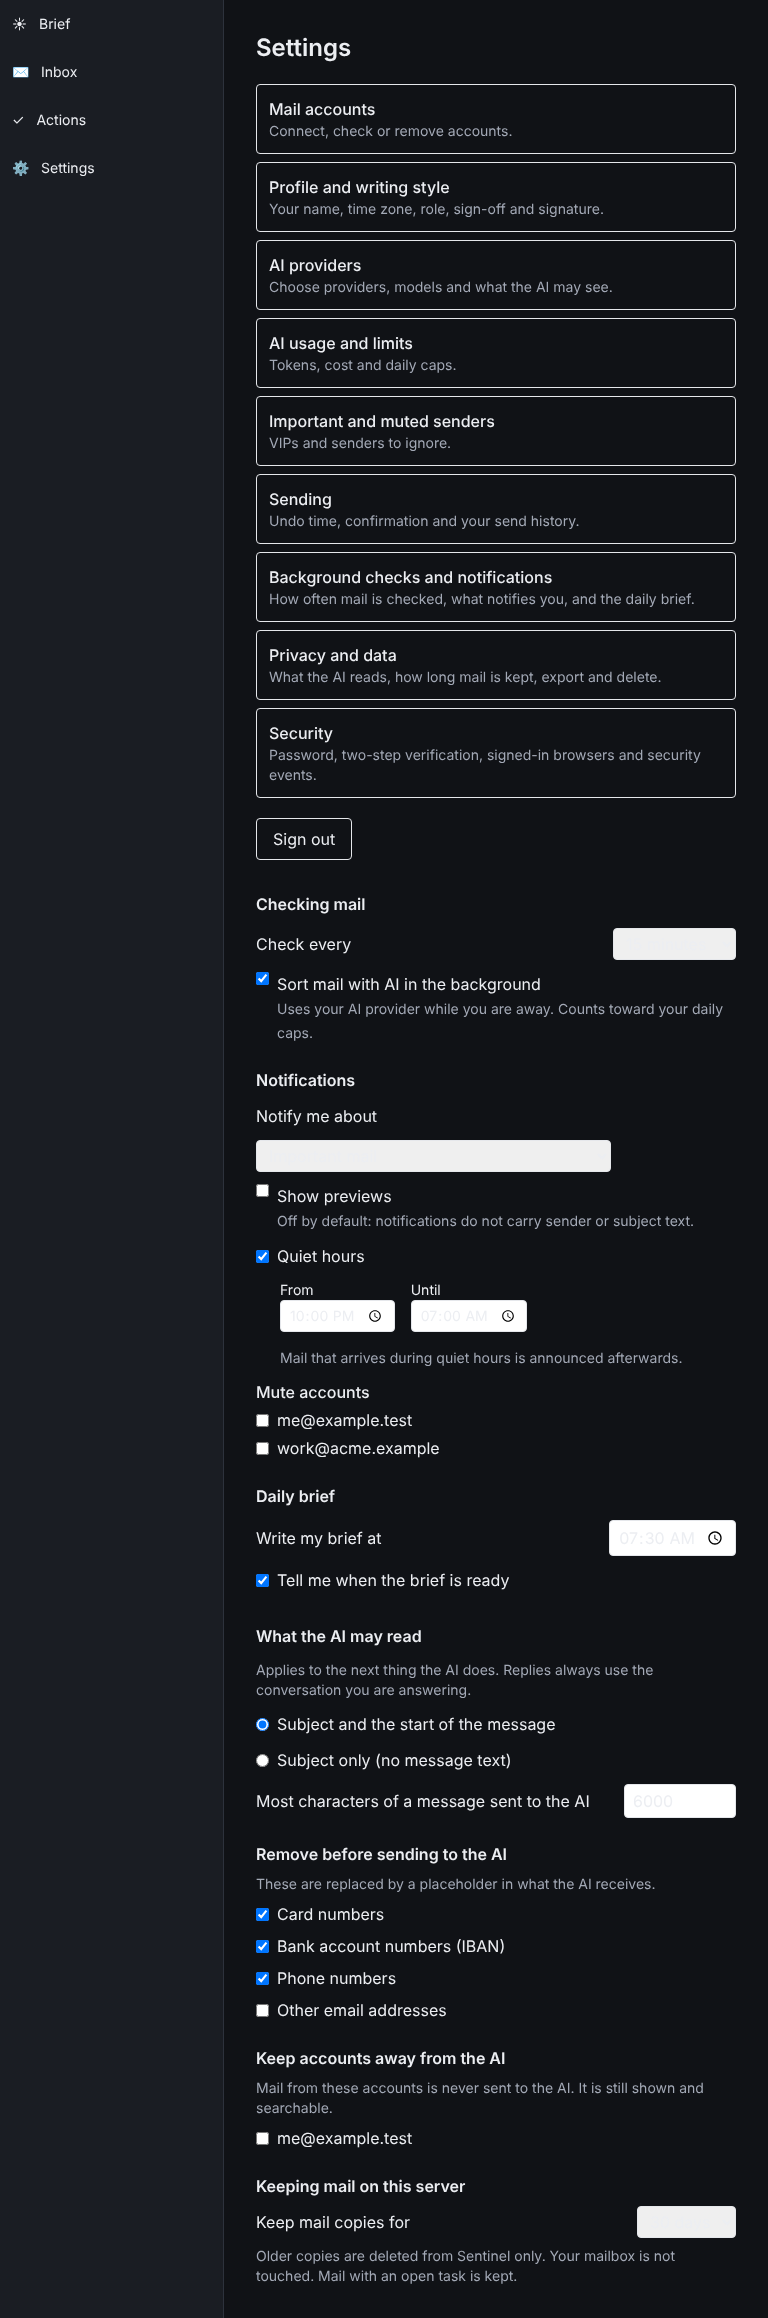 Brief
Inbox
Actions
Settings
Settings
Mail accounts
Connect, check or remove accounts.
Profile and writing style
Your name, time zone, role, sign-off and signature.
AI providers
Choose providers, models and what the AI may see.
AI usage and limits
Tokens, cost and daily caps.
Important and muted senders
VIPs and senders to ignore.
Sending
Undo time, confirmation and your send history.
Background checks and notifications
How often mail is checked, what notifies you, and the daily brief.
Privacy and data
What the AI reads, how long mail is kept, export and delete.
Security
Password, two-step verification, signed-in browsers and security
events.
Sign out
Checking mail
Check every
Sort mail with AI in the background
Uses your AI provider while you are away. Counts toward your daily
caps.
Notifications
Notify me about
Show previews
Off by default: notifications do not carry sender or subject text.
Quiet hours
From Until
10:00 PM 07:00 AM
Mail that arrives during quiet hours is announced afterwards.
Mute accounts
me@example.test
work@acme.example
Daily brief
Write my brief at 07:30 AM
Tell me when the brief is ready
What the AI may read
Applies to the next thing the AI does. Replies always use the
conversation you are answering.
Subject and the start of the message
Subject only (no message text)
Most characters of a message sent to the AI 6000
Remove before sending to the AI
These are replaced by a placeholder in what the AI receives.
Card numbers
Bank account numbers (IBAN)
Phone numbers
Other email addresses
Keep accounts away from the AI
Mail from these accounts is never sent to the AI. It is still shown and
searchable.
me@example.test
Keeping mail on this server
Keep mail copies for
Older copies are deleted from Sentinel only. Your mailbox is not
touched. Mail with an open task is kept.